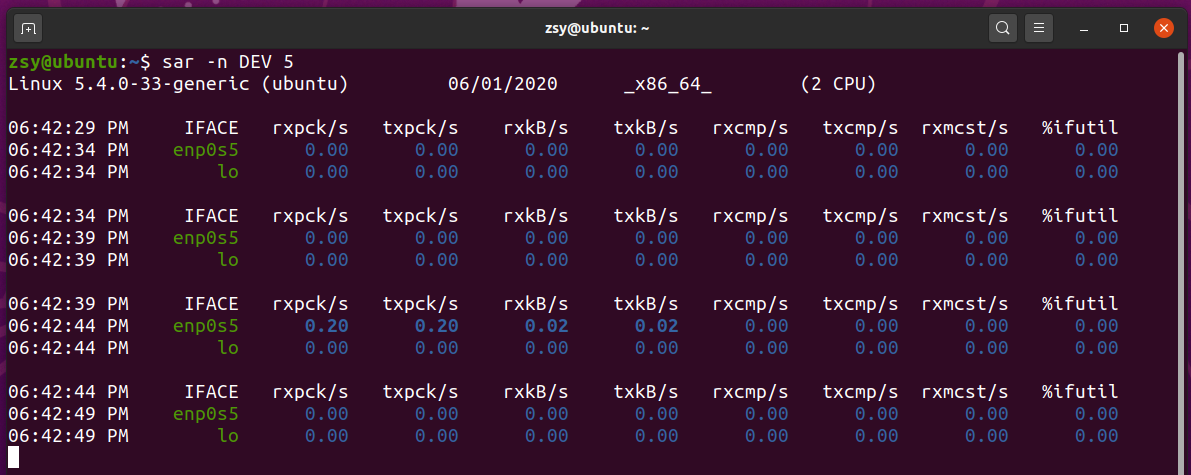 zsy@ubuntu: ~
zsy@ubuntu:~$ sar -n DEV 5
Linux 5.4.0-33-generic (ubuntu) 06/01/2020 _x86_64_ (2 CPU)
06:42:29 PM IFACE rxpck/s txpck/s rxkB/s txkB/s rxcmp/s txcmp/s rxmcst/s %ifutil
06:42:34 PM enp0s5 0.00 0.00 0.00 0.00 0.00 0.00 0.00 0.00
06:42:34 PM lo 0.00 0.00 0.00 0.00 0.00 0.00 0.00 0.00
06:42:34 PM IFACE rxpck/s txpck/s rxkB/s txkB/s rxcmp/s txcmp/s rxmcst/s %ifutil
06:42:39 PM enp0s5 0.00 0.00 0.00 0.00 0.00 0.00 0.00 0.00
06:42:39 PM lo 0.00 0.00 0.00 0.00 0.00 0.00 0.00 0.00
06:42:39 PM IFACE rxpck/s txpck/s rxkB/s txkB/s rxcmp/s txcmp/s rxmcst/s %ifutil
06:42:44 PM enp0s5 0.20 0.20 0.02 0.02 0.00 0.00 0.00 0.00
06:42:44 PM lo 0.00 0.00 0.00 0.00 0.00 0.00 0.00 0.00
06:42:44 PM IFACE rxpck/s txpck/s rxkB/s txkB/s rxcmp/s txcmp/s rxmcst/s %ifutil
06:42:49 PM enp0s5 0.00 0.00 0.00 0.00 0.00 0.00 0.00 0.00
06:42:49 PM lo 0.00 0.00 0.00 0.00 0.00 0.00 0.00 0.00